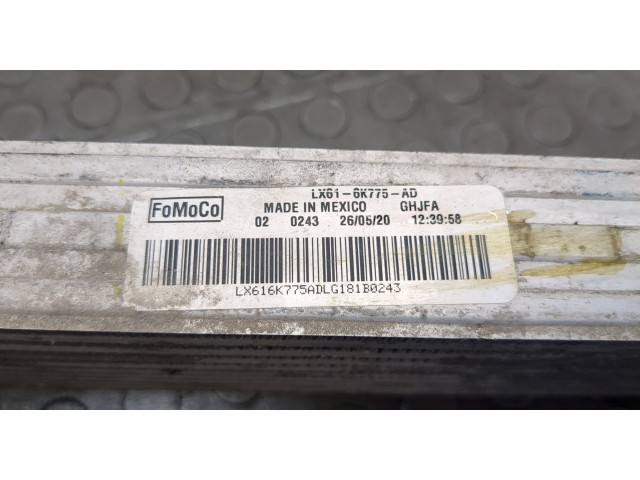 LX61-6K775-AD
FoMoCo MADE IN MEXICO GHJFA
02 0243 26/05/20 12:39:58
LX616K775ADLG181B0243